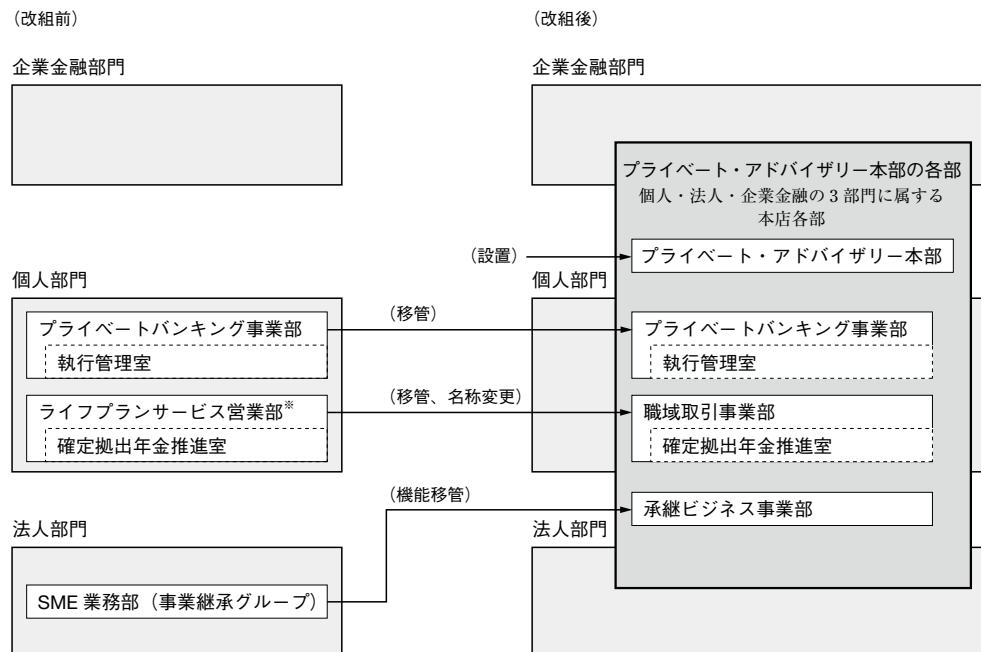 （改組前）
企業金融部門
個人部門
プライベートバンキング事業部
執行管理室
ライフプランサービス営業部※
確定拠出年金推進室
法人部門
SME 業務部（事業継承グループ）
（設置）
（移管）
（移管、名称変更）
（機能移管）
（改組後）
企業金融部門
プライベート・アドバイザリー本部の各部
個人・法人・企業金融の 3 部門に属する
本店各部
プライベート・アドバイザリー本部
個人部門
プライベートバンキング事業部
執行管理室
職域取引事業部
確定拠出年金推進室
承継ビジネス事業部
法人部門